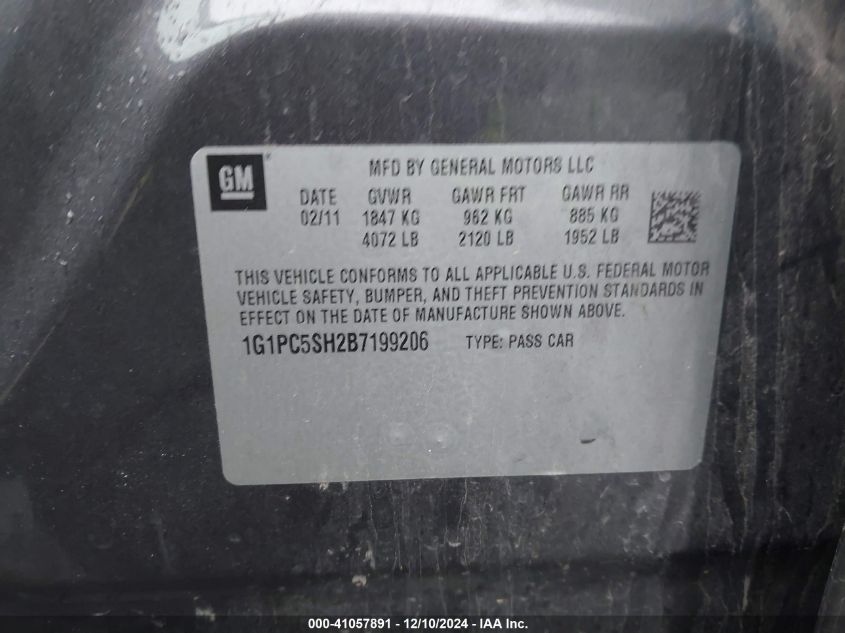 GM
MFD BY GENERAL MOTORS LLC
DATE GVWR GAWR FRT GAWR RR
02/11 1847 KG 962 KG 885 KG
4072 LB 2120 LB 1952 LB
THIS VEHICLE CONFORMS TO ALL APPLICABLE U.S. FEDERAL MOTOR
VEHICLE SAFETY, BUMPER, AND THEFT PREVENTION STANDARDS IN
EFFECT ON THE DATE OF MANUFACTURE SHOWN ABOVE.
1G1PC5SH2B7199206 TYPE: PASS CAR
000-41057891 - 12/10/2024 - IAA Inc.